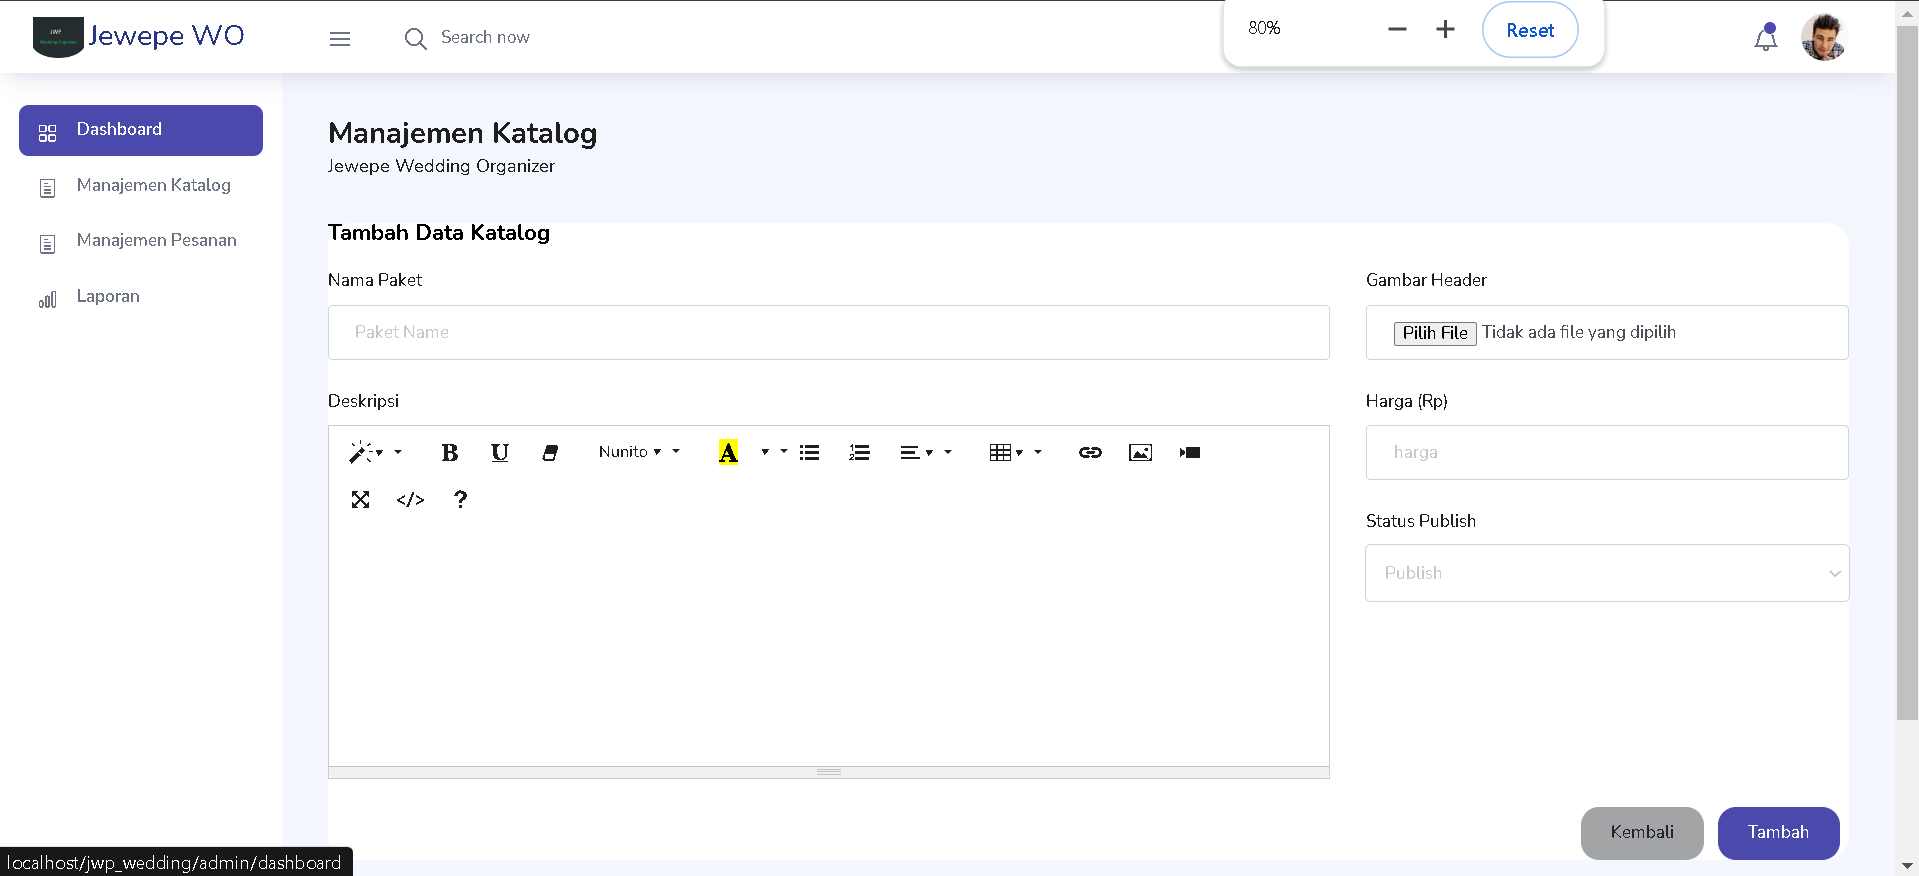 JWP
Wedding Organizer
Jewepe WO
Search now
80%
Reset
Dashboard
Manajemen Katalog
Manajemen Pesanan
Laporan
Manajemen Katalog
Jewepe Wedding Organizer
Tambah Data Katalog
Nama Paket
Paket Name
Gambar Header
Pilih File Tidak ada file yang dipilih
Deskripsi
B U Nunito A
</> ?
Harga (Rp)
harga
Status Publish
Publish
Kembali
Tambah
localhost/jwp_wedding/admin/dashboard